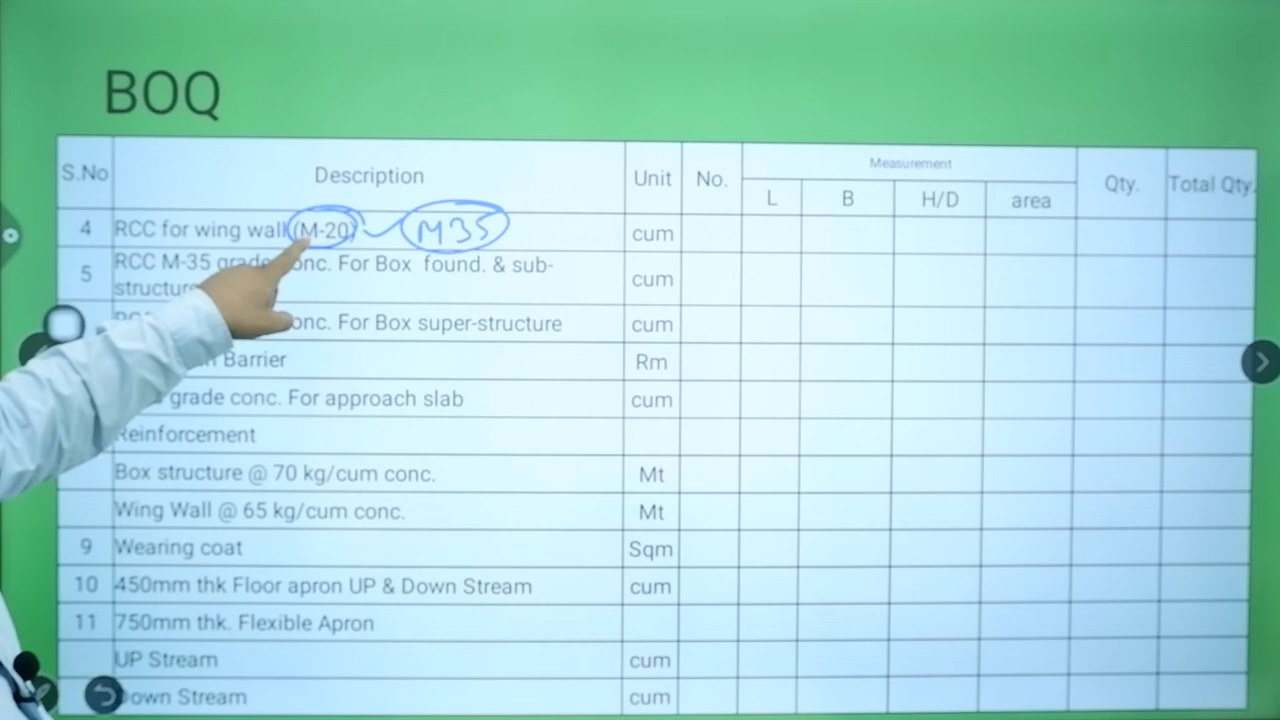 BOQ
S.No Description Unit No. Measurement Qty. Total Qty.
L B H/D area
4 RCC for wing wall (M-20) M35 cum
5 RCC M-35 grade conc. For Box found. & sub-
structure cum
conc. For Box super-structure cum
Barrier Rm
grade conc. For approach slab cum
Reinforcement
Box structure @ 70 kg/cum conc. Mt
Wing Wall @ 65 kg/cum conc. Mt
9 Wearing coat Sqm
10 450mm thk Floor apron UP & Down Stream cum
11 750mm thk. Flexible Apron
UP Stream cum
Down Stream cum